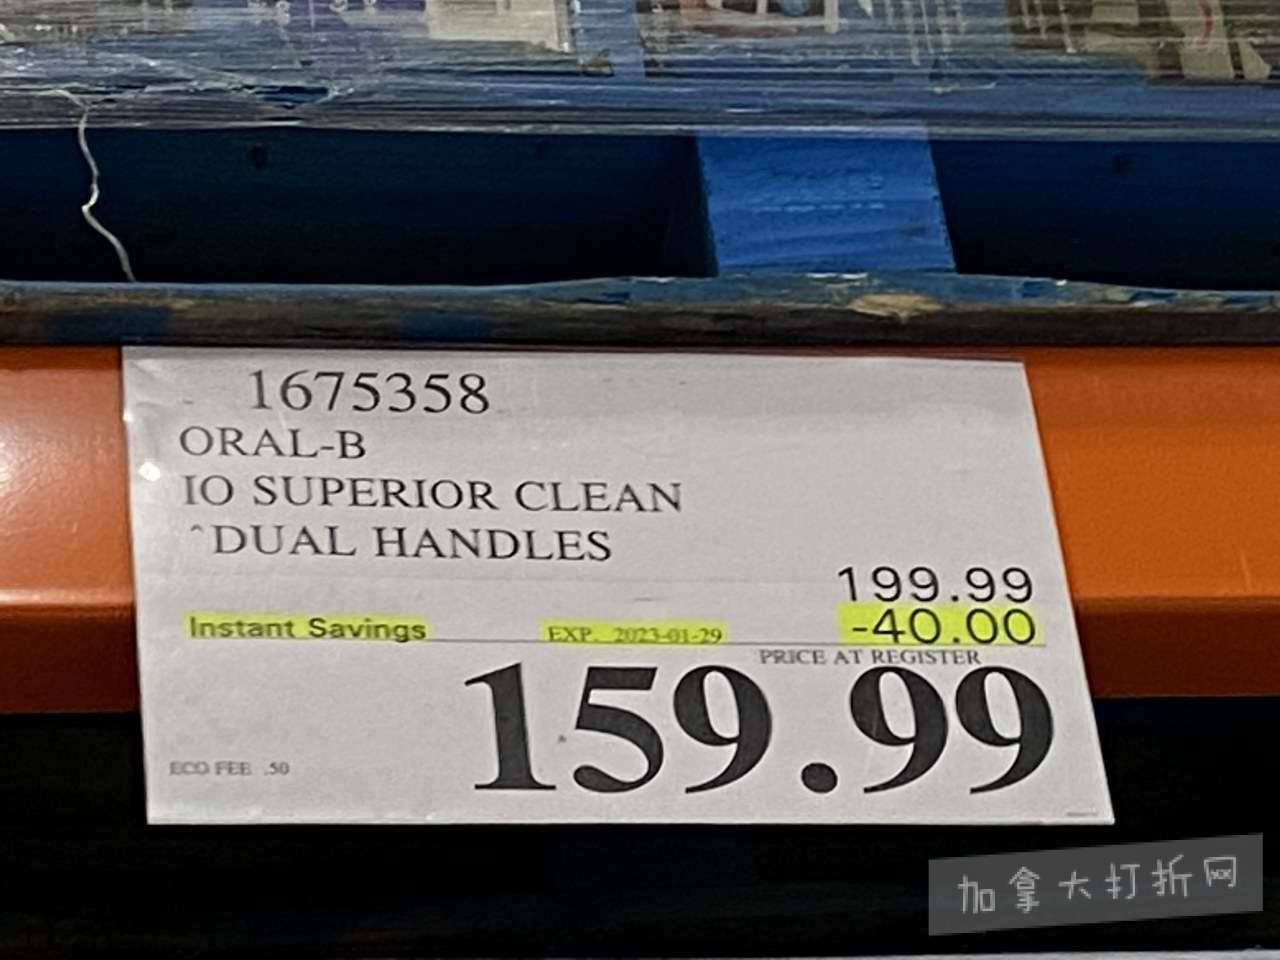 1675358
ORAL-B
IO SUPERIOR CLEAN
^DUAL HANDLES
199.99
Instant Savings EXP. 2023-01-29 -40.00
PRICE AT REGISTER
159.99
ECO FEE .50
加拿大打折网